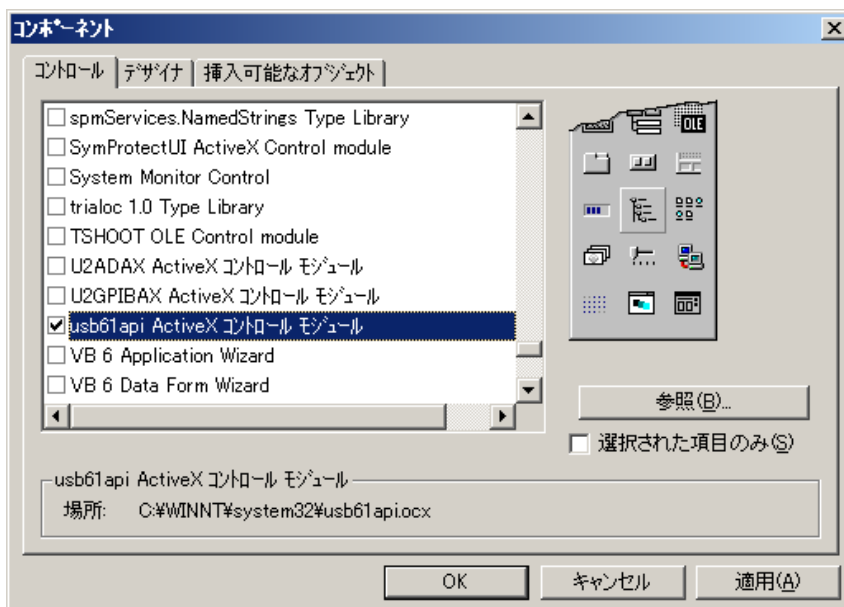 コンポーネント
コントロール デザイナ 挿入可能なオブジェクト
spmServices.NamedStrings Type Library
SymProtectUI ActiveX Control module
System Monitor Control
trialoc 1.0 Type Library
TSHOOT OLE Control module
U2ADAX ActiveX コントロール モジュール
U2GPIBAX ActiveX コントロール モジュール
usb61api ActiveX コントロール モジュール
VB 6 Application Wizard
VB 6 Data Form Wizard
OLE
参照(B)...
選択された項目のみ(S)
usb61api ActiveX コントロール モジュール
場所: C:¥WINNT¥system32¥usb61api.ocx
OK キャンセル 適用(A)